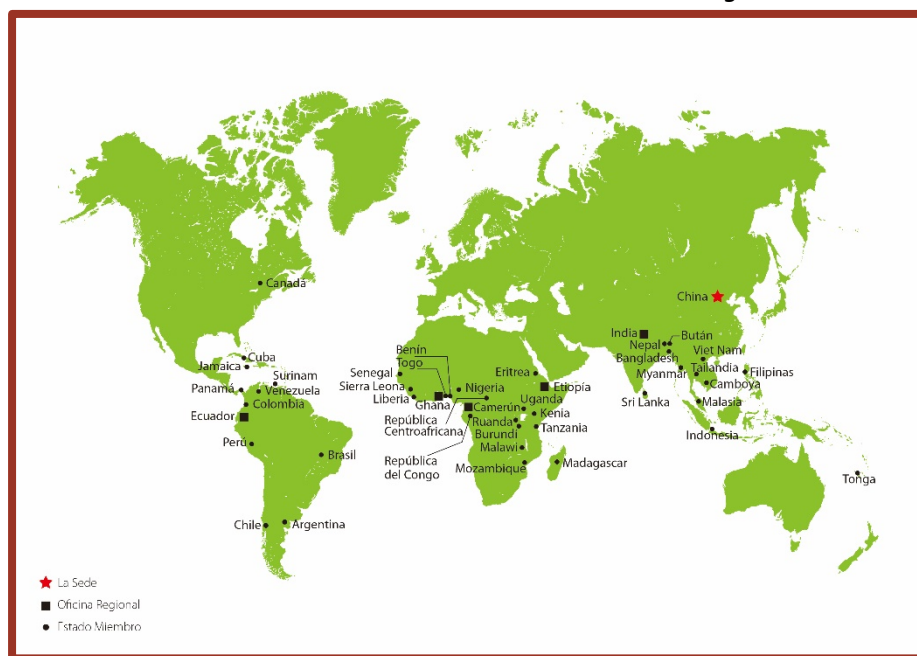 Canadá
China
India
Bután
Nepal
Bangladesh
Viet Nam
Myanmar
Tailandia
Filipinas
Camboya
Sri Lanka
Malasia
Indonesia
Tonga
Cuba
Jamaica
Surinam
Panamá
Venezuela
Colombia
Ecuador
Perú
Brasil
Chile
Argentina
Benín
Togo
Senegal
Sierra Leona
Liberia
Ghana
Nigeria
República
Centroafricana
Camerún
República
del Congo
Eritrea
Etiopía
Uganda
Ruanda
Kenia
Burundi
Tanzania
Malawi
Mozambique
Madagascar
La Sede
Oficina Regional
Estado Miembro